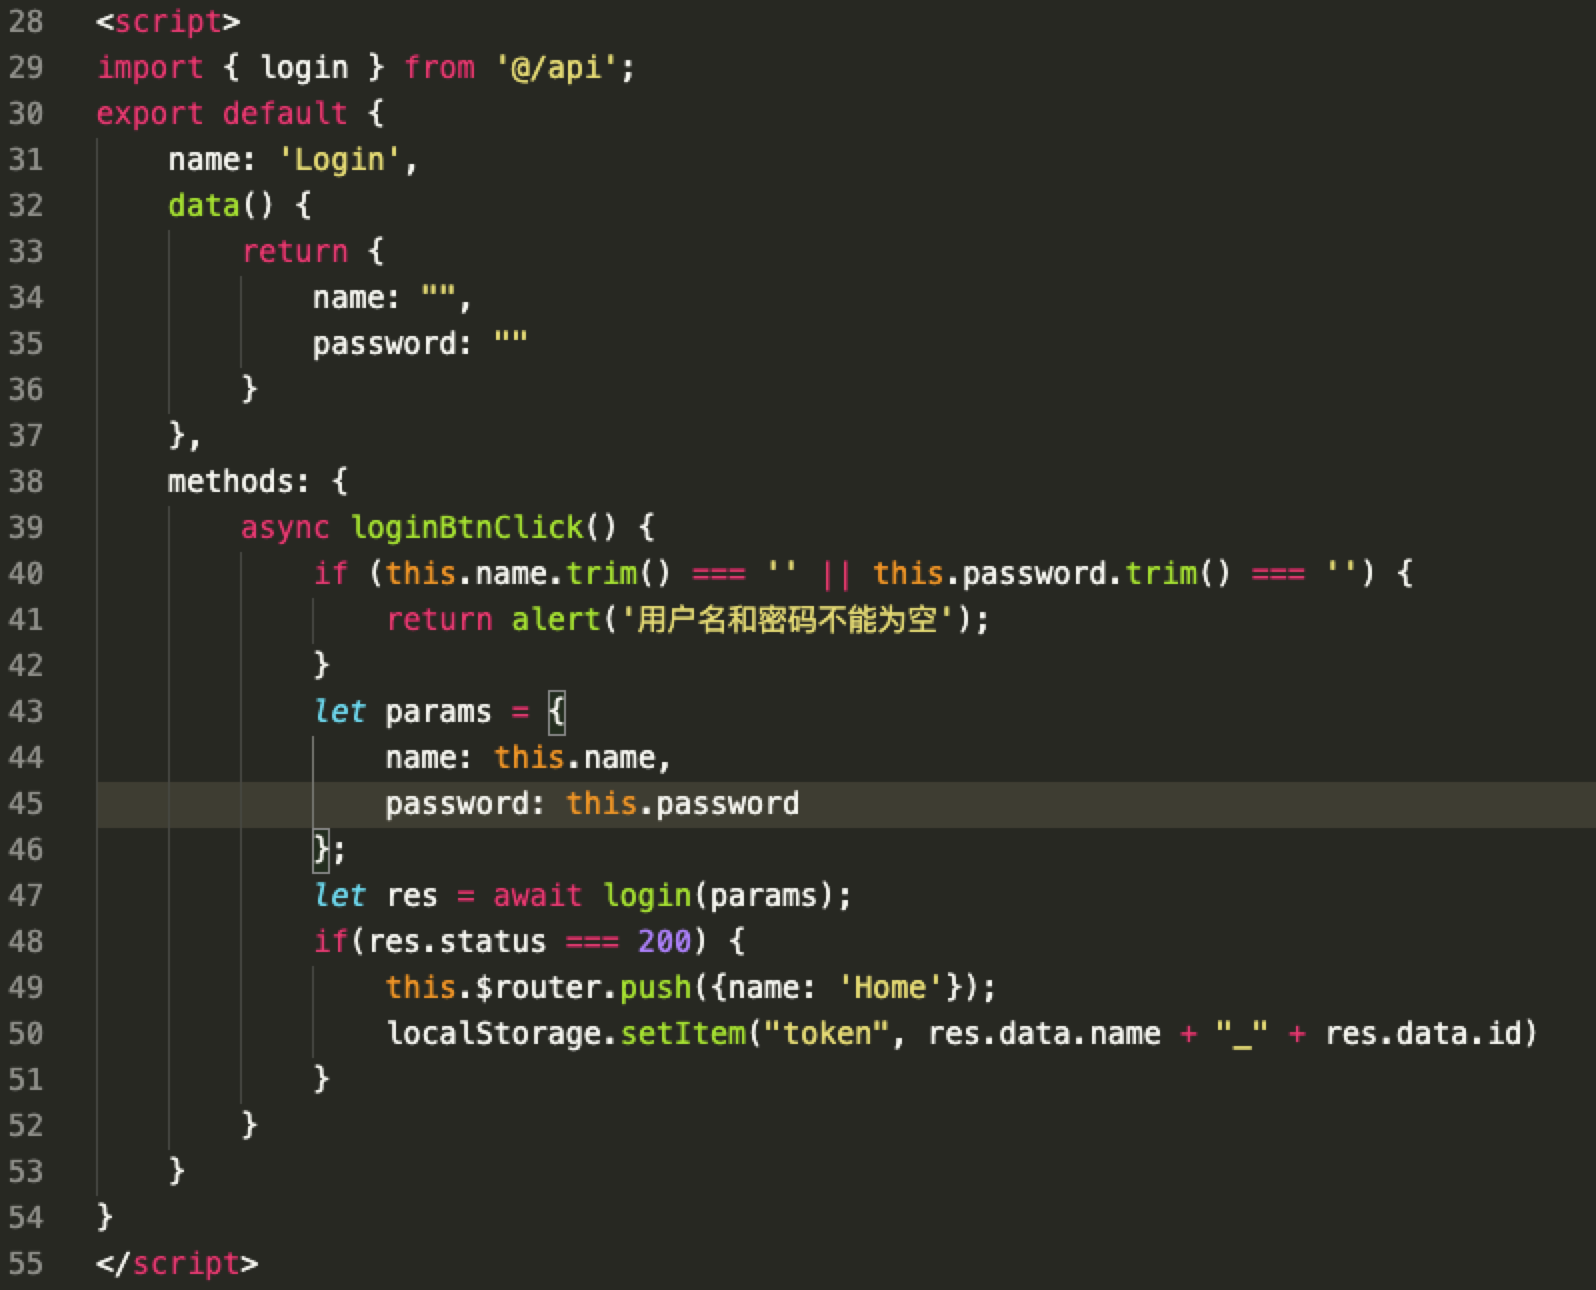 28 <script>
29 import { login } from '@/api';
30 export default {
31     name: 'Login',
32     data() {
33         return {
34             name: "",
35             password: ""
36         }
37     },
38     methods: {
39         async loginBtnClick() {
40             if (this.name.trim() === '' || this.password.trim() === '') {
41                 return alert('用户名和密码不能为空');
42             }
43             let params = {
44                 name: this.name,
45                 password: this.password
46             };
47             let res = await login(params);
48             if(res.status === 200) {
49                 this.$router.push({name: 'Home'});
50                 localStorage.setItem("token", res.data.name + "_" + res.data.id)
51             }
52         }
53     }
54 }
55 </script>